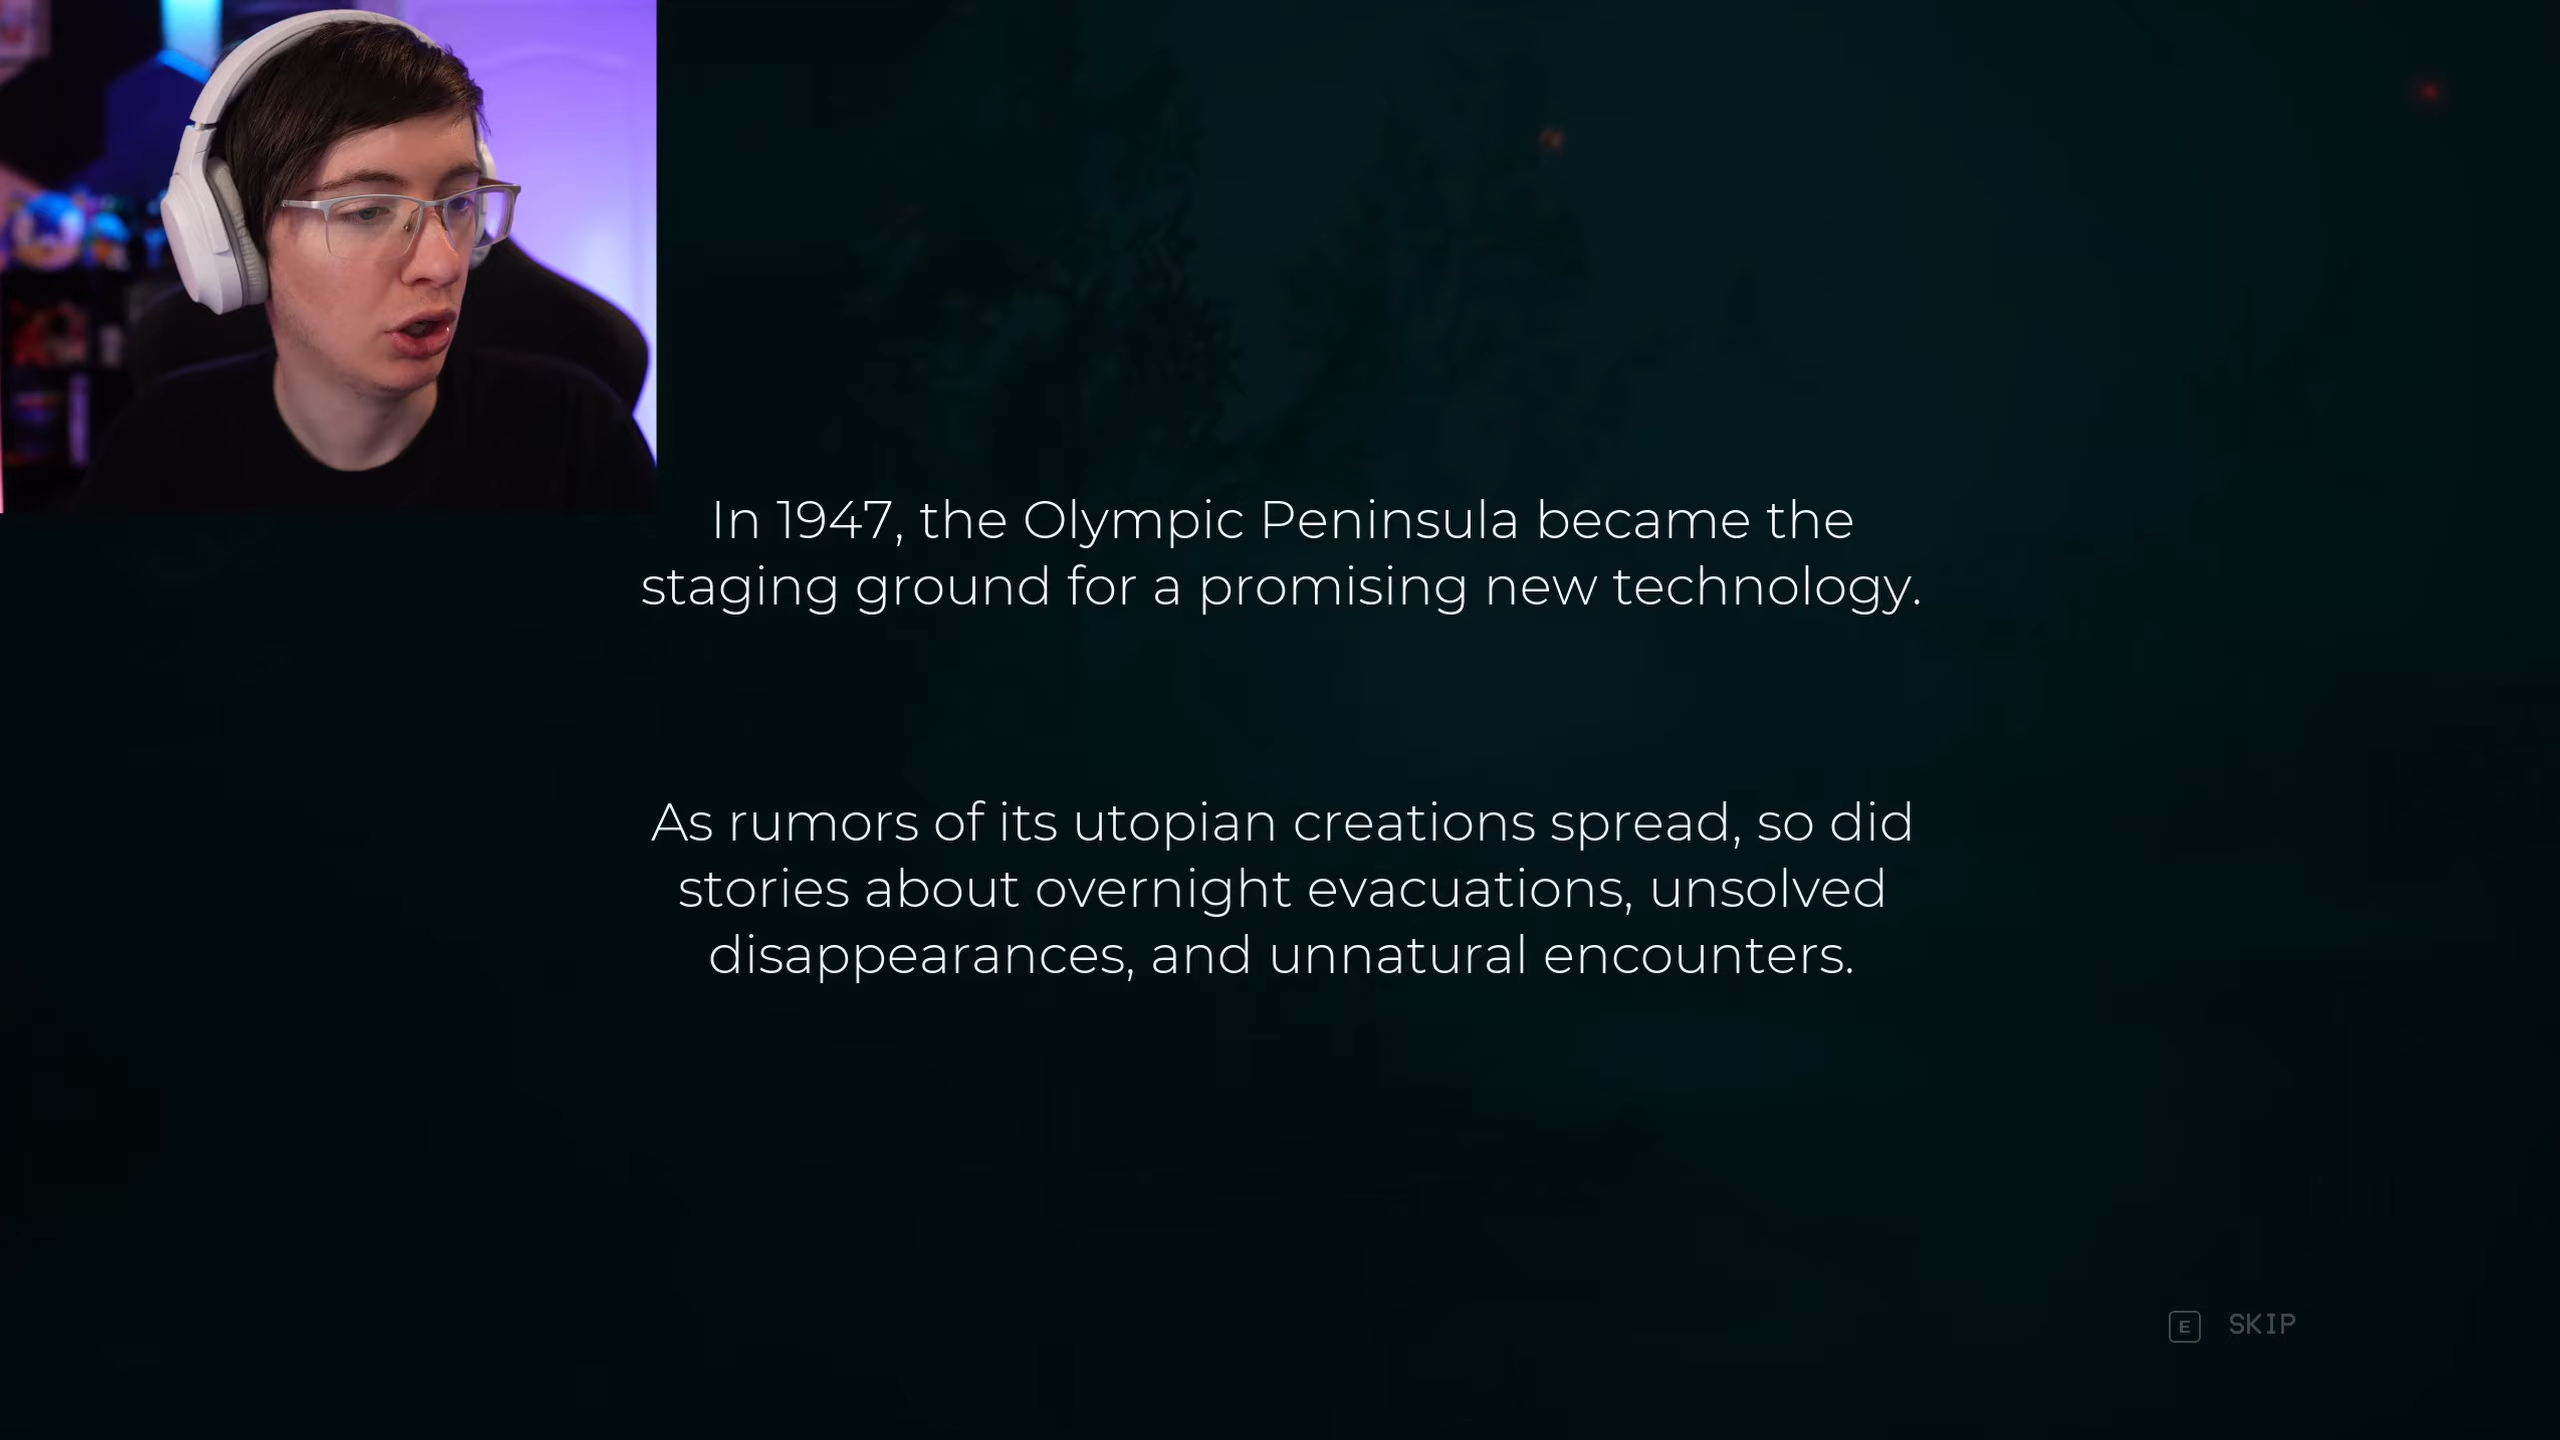 In 1947, the Olympic Peninsula became the
staging ground for a promising new technology.
As rumors of its utopian creations spread, so did
stories about overnight evacuations, unsolved
disappearances, and unnatural encounters.
E SKIP